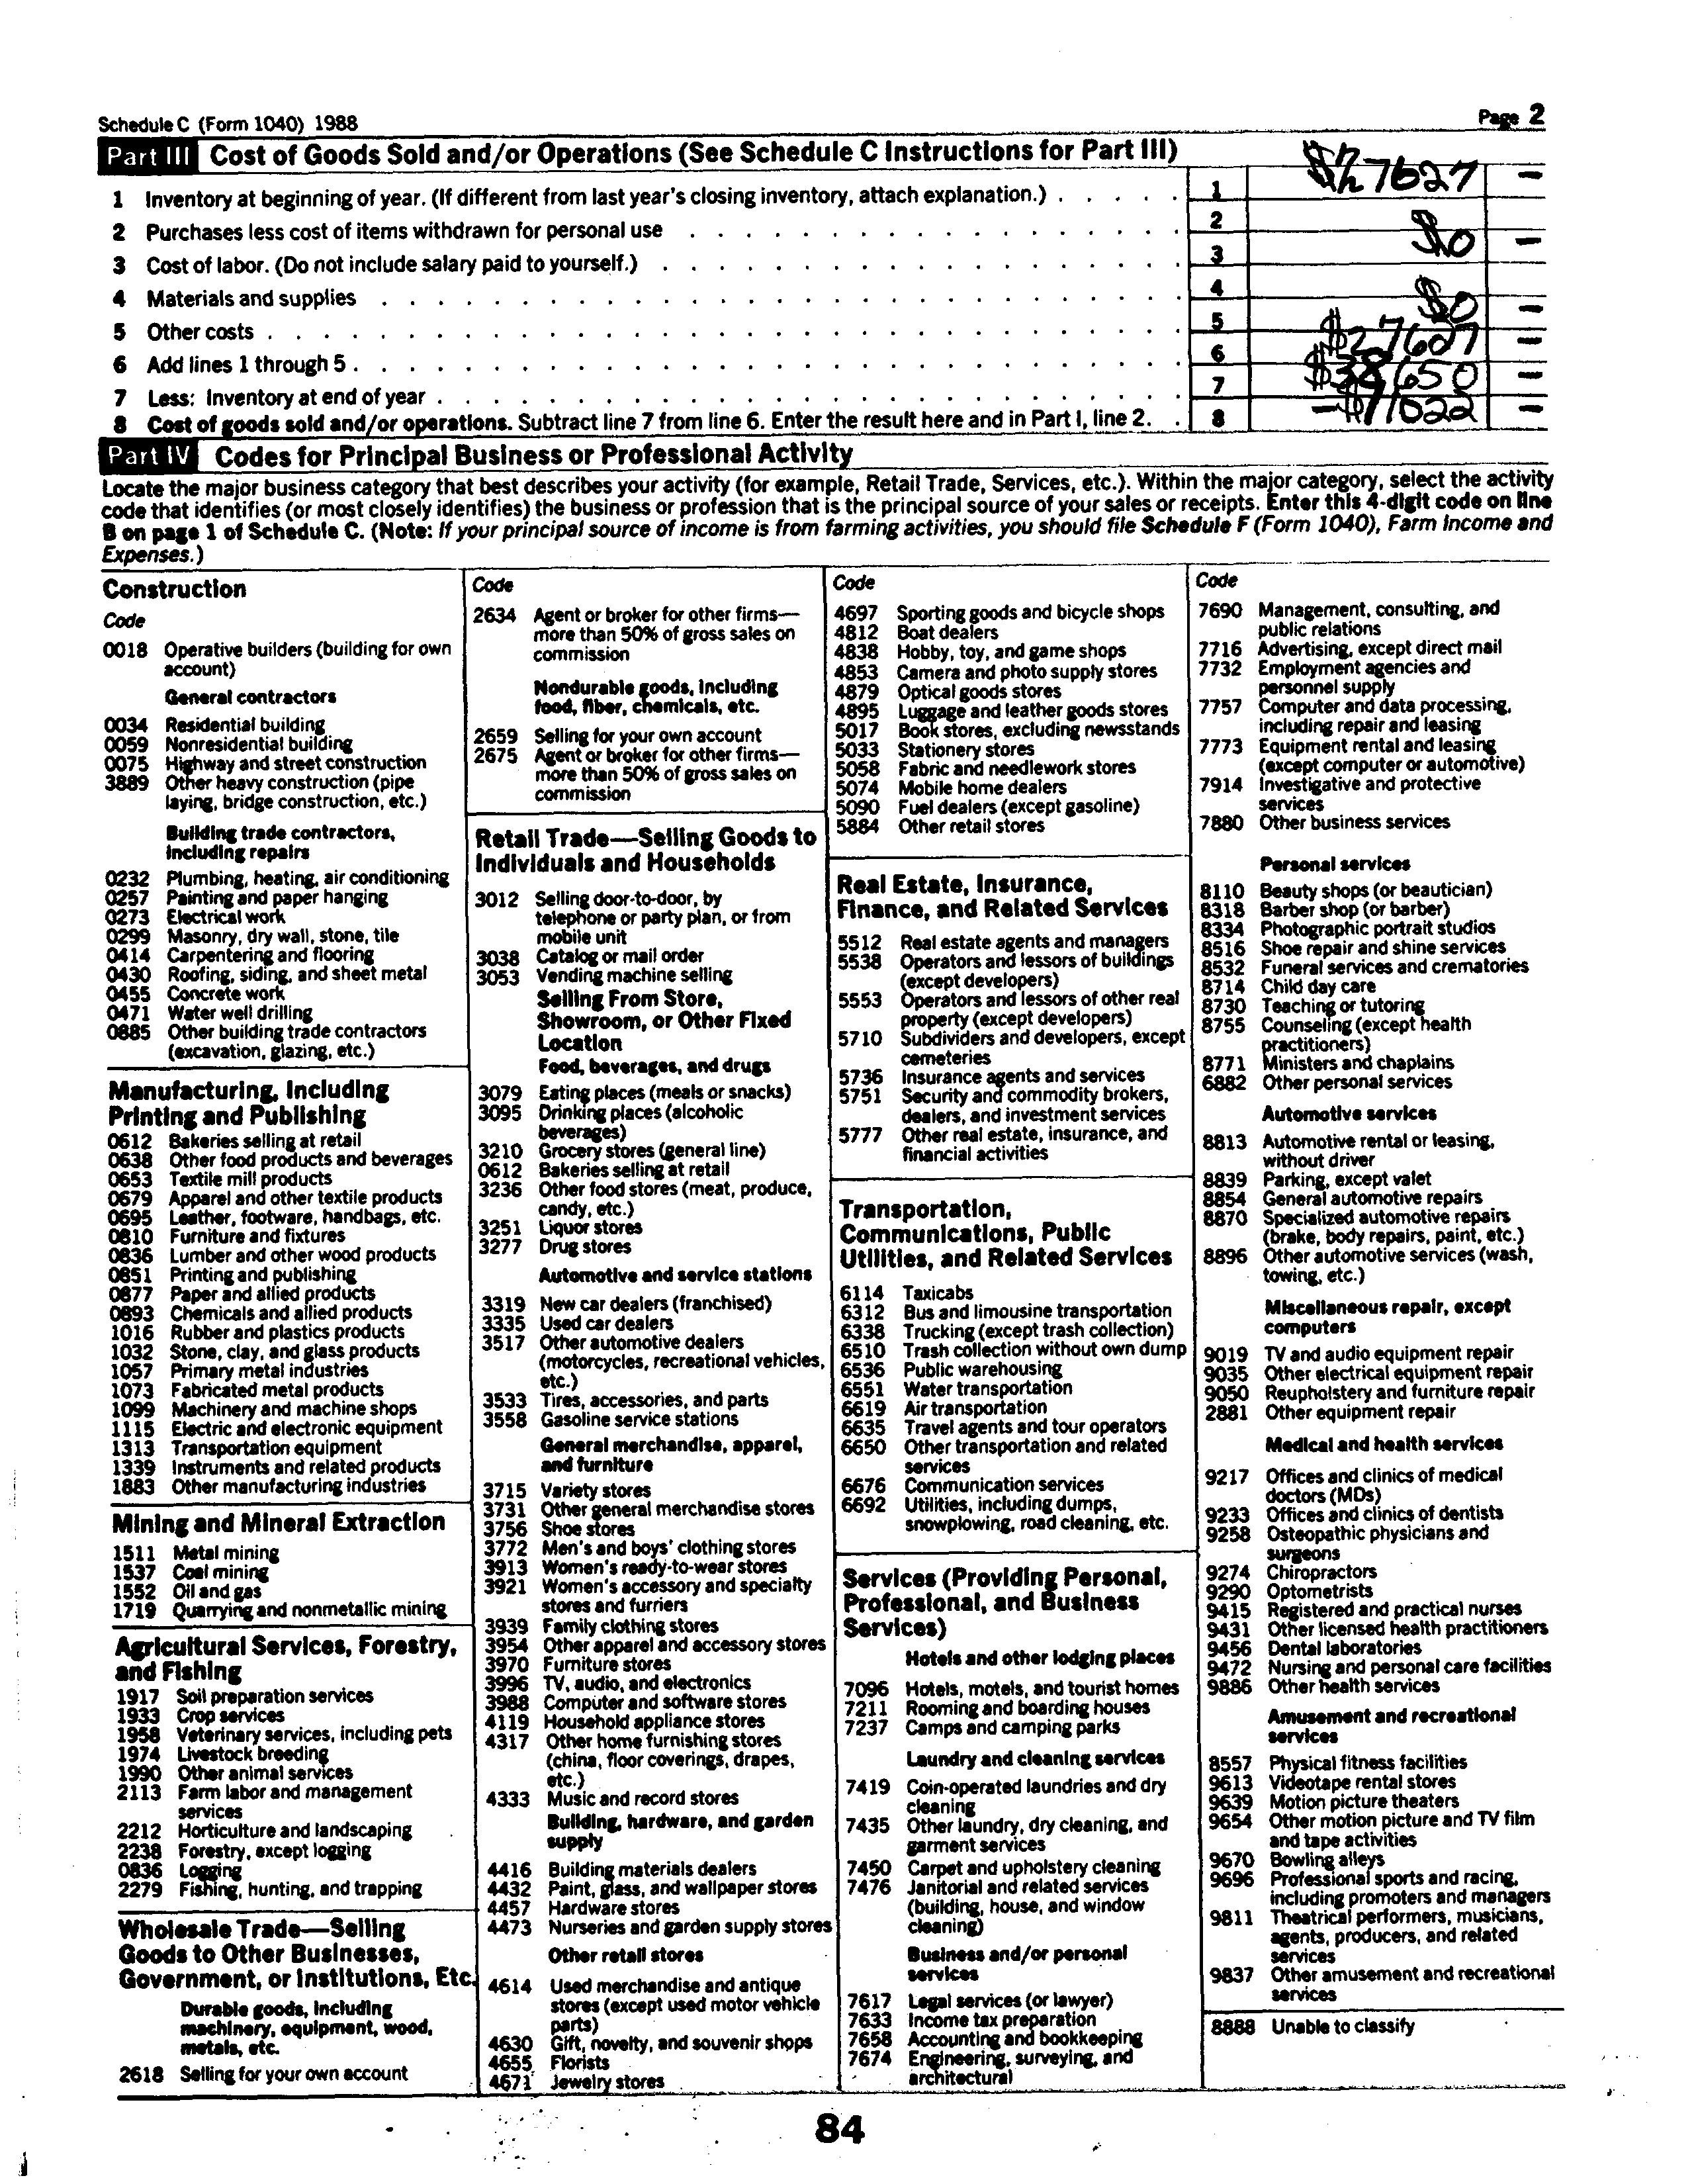 Schedule C (Form 1040) 1988 Page 2
Part III Cost of Goods Sold and/or Operations (See Schedule C Instructions for Part III)
1 Inventory at beginning of year. (If different from last year's closing inventory, attach explanation.) . . . . . 1 $27627 —
2 Purchases less cost of items withdrawn for personal use . . . . . 2
3 Cost of labor. (Do not include salary paid to yourself.) . . . . . 3 $0 —
4 Materials and supplies . . . . . 4
5 Other costs . . . . . 5 $0 —
6 Add lines 1 through 5 . . . . . 6 $27627 —
7 Less: Inventory at end of year . . . . . 7 $38650 —
8 Cost of goods sold and/or operations. Subtract line 7 from line 6. Enter the result here and in Part I, line 2. . 8 -$11022 —
Part IV Codes for Principal Business or Professional Activity
Locate the major business category that best describes your activity (for example, Retail Trade, Services, etc.). Within the major category, select the activity
code that identifies (or most closely identifies) the business or profession that is the principal source of your sales or receipts. Enter this 4-digit code on line
B on page 1 of Schedule C. (Note: If your principal source of income is from farming activities, you should file Schedule F (Form 1040), Farm Income and
Expenses.)
Construction
Code
0018 Operative builders (building for own
account)
General contractors
0034 Residential building
0059 Nonresidential building
0075 Highway and street construction
3889 Other heavy construction (pipe
laying, bridge construction, etc.)
Building trade contractors,
including repairs
0232 Plumbing, heating, air conditioning
0257 Painting and paper hanging
0273 Electrical work
0299 Masonry, dry wall, stone, tile
0414 Carpentering and flooring
0430 Roofing, siding, and sheet metal
0455 Concrete work
0471 Water well drilling
0885 Other building trade contractors
(excavation, glazing, etc.)
Manufacturing, Including
Printing and Publishing
0612 Bakeries selling at retail
0638 Other food products and beverages
0653 Textile mill products
0679 Apparel and other textile products
0695 Leather, footware, handbags, etc.
0810 Furniture and fixtures
0836 Lumber and other wood products
0851 Printing and publishing
0877 Paper and allied products
0893 Chemicals and allied products
1016 Rubber and plastics products
1032 Stone, clay, and glass products
1057 Primary metal industries
1073 Fabricated metal products
1099 Machinery and machine shops
1115 Electric and electronic equipment
1313 Transportation equipment
1339 Instruments and related products
1883 Other manufacturing industries
Mining and Mineral Extraction
1511 Metal mining
1537 Coal mining
1552 Oil and gas
1719 Quarrying and nonmetallic mining
Agricultural Services, Forestry,
and Fishing
1917 Soil preparation services
1933 Crop services
1958 Veterinary services, including pets
1974 Livestock breeding
1990 Other animal services
2113 Farm labor and management
services
2212 Horticulture and landscaping
2238 Forestry, except logging
0836 Logging
2279 Fishing, hunting, and trapping
Wholesale Trade—Selling
Goods to Other Businesses,
Government, or Institutions, Etc.
Durable goods, including
machinery, equipment, wood,
metals, etc.
2618 Selling for your own account
Code
2634 Agent or broker for other firms—
more than 50% of gross sales on
commission
Nondurable goods, including
food, fiber, chemicals, etc.
2659 Selling for your own account
2675 Agent or broker for other firms—
more than 50% of gross sales on
commission
Retail Trade—Selling Goods to
Individuals and Households
3012 Selling door-to-door, by
telephone or party plan, or from
mobile unit
3038 Catalog or mail order
3053 Vending machine selling
Selling From Store,
Showroom, or Other Fixed
Location
Food, beverages, and drugs
3079 Eating places (meals or snacks)
3095 Drinking places (alcoholic
beverages)
3210 Grocery stores (general line)
0612 Bakeries selling at retail
3236 Other food stores (meat, produce,
candy, etc.)
3251 Liquor stores
3277 Drug stores
Automotive and service stations
3319 New car dealers (franchised)
3335 Used car dealers
3517 Other automotive dealers
(motorcycles, recreational vehicles,
etc.)
3533 Tires, accessories, and parts
3558 Gasoline service stations
General merchandise, apparel,
and furniture
3715 Variety stores
3731 Other general merchandise stores
3756 Shoe stores
3772 Men's and boys' clothing stores
3913 Women's ready-to-wear stores
3921 Women's accessory and specialty
stores and furriers
3939 Family clothing stores
3954 Other apparel and accessory stores
3970 Furniture stores
3996 TV, audio, and electronics
3988 Computer and software stores
4119 Household appliance stores
4317 Other home furnishing stores
(china, floor coverings, drapes,
etc.)
4333 Music and record stores
Building, hardware, and garden
supply
4416 Building materials dealers
4432 Paint, glass, and wallpaper stores
4457 Hardware stores
4473 Nurseries and garden supply stores
Other retail stores
4614 Used merchandise and antique
stores (except used motor vehicle
parts)
4630 Gift, novelty, and souvenir shops
4655 Florists
4671 Jewelry stores
Code
4697 Sporting goods and bicycle shops
4812 Boat dealers
4838 Hobby, toy, and game shops
4853 Camera and photo supply stores
4879 Optical goods stores
4895 Luggage and leather goods stores
5017 Book stores, excluding newsstands
5033 Stationery stores
5058 Fabric and needlework stores
5074 Mobile home dealers
5090 Fuel dealers (except gasoline)
5884 Other retail stores
Real Estate, Insurance,
Finance, and Related Services
5512 Real estate agents and managers
5538 Operators and lessors of buildings
(except developers)
5553 Operators and lessors of other real
property (except developers)
5710 Subdividers and developers, except
cemeteries
5736 Insurance agents and services
5751 Security and commodity brokers,
dealers, and investment services
5777 Other real estate, insurance, and
financial activities
Transportation,
Communications, Public
Utilities, and Related Services
6114 Taxicabs
6312 Bus and limousine transportation
6338 Trucking (except trash collection)
6510 Trash collection without own dump
6536 Public warehousing
6551 Water transportation
6619 Air transportation
6635 Travel agents and tour operators
6650 Other transportation and related
services
6676 Communication services
6692 Utilities, including dumps,
snowplowing, road cleaning, etc.
Services (Providing Personal,
Professional, and Business
Services)
Hotels and other lodging places
7096 Hotels, motels, and tourist homes
7211 Rooming and boarding houses
7237 Camps and camping parks
Laundry and cleaning services
7419 Coin-operated laundries and dry
cleaning
7435 Other laundry, dry cleaning, and
garment services
7450 Carpet and upholstery cleaning
7476 Janitorial and related services
(building, house, and window
cleaning)
Business and/or personal
services
7617 Legal services (or lawyer)
7633 Income tax preparation
7658 Accounting and bookkeeping
7674 Engineering, surveying, and
architectural
Code
7690 Management, consulting, and
public relations
7716 Advertising, except direct mail
7732 Employment agencies and
personnel supply
7757 Computer and data processing,
including repair and leasing
7773 Equipment rental and leasing
(except computer or automotive)
7914 Investigative and protective
services
7880 Other business services
Personal services
8110 Beauty shops (or beautician)
8318 Barber shop (or barber)
8334 Photographic portrait studios
8516 Shoe repair and shine services
8532 Funeral services and crematories
8714 Child day care
8730 Teaching or tutoring
8755 Counseling (except health
practitioners)
8771 Ministers and chaplains
6882 Other personal services
Automotive services
8813 Automotive rental or leasing,
without driver
8839 Parking, except valet
8854 General automotive repairs
8870 Specialized automotive repairs
(brake, body repairs, paint, etc.)
8896 Other automotive services (wash,
towing, etc.)
Miscellaneous repair, except
computers
9019 TV and audio equipment repair
9035 Other electrical equipment repair
9050 Reupholstery and furniture repair
2881 Other equipment repair
Medical and health services
9217 Offices and clinics of medical
doctors (MDs)
9233 Offices and clinics of dentists
9258 Osteopathic physicians and
surgeons
9274 Chiropractors
9290 Optometrists
9415 Registered and practical nurses
9431 Other licensed health practitioners
9456 Dental laboratories
9472 Nursing and personal care facilities
9886 Other health services
Amusement and recreational
services
8557 Physical fitness facilities
9613 Videotape rental stores
9639 Motion picture theaters
9654 Other motion picture and TV film
and tape activities
9670 Bowling alleys
9696 Professional sports and racing,
including promoters and managers
9811 Theatrical performers, musicians,
agents, producers, and related
services
9837 Other amusement and recreational
services
8888 Unable to classify
84